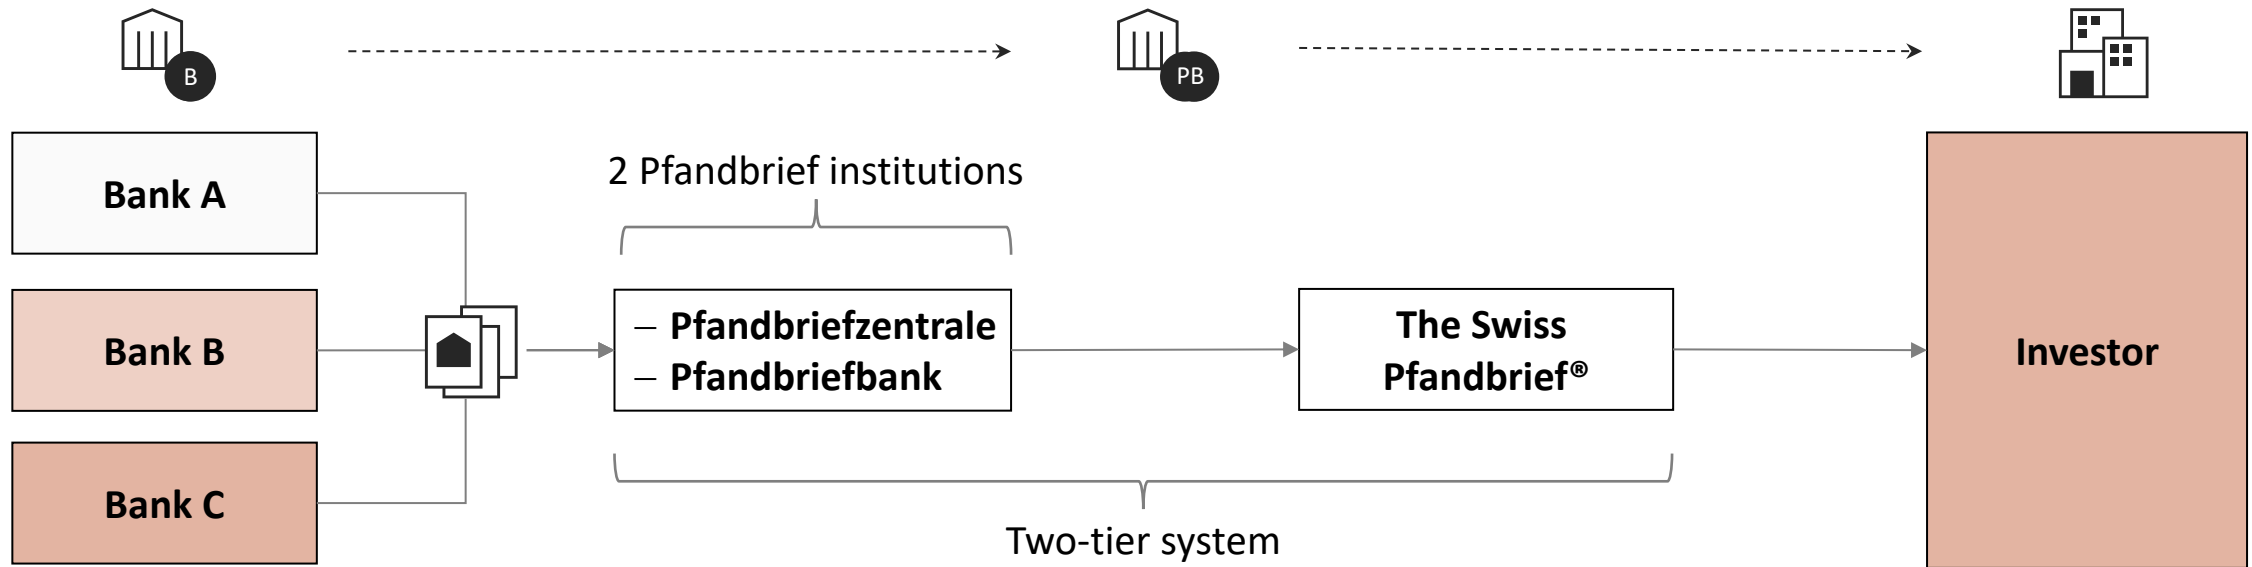 B
PB
Bank A
2 Pfandbrief institutions
Bank B
– Pfandbriefzentrale
– Pfandbriefbank
The Swiss
Pfandbrief®
Investor
Bank C
Two-tier system